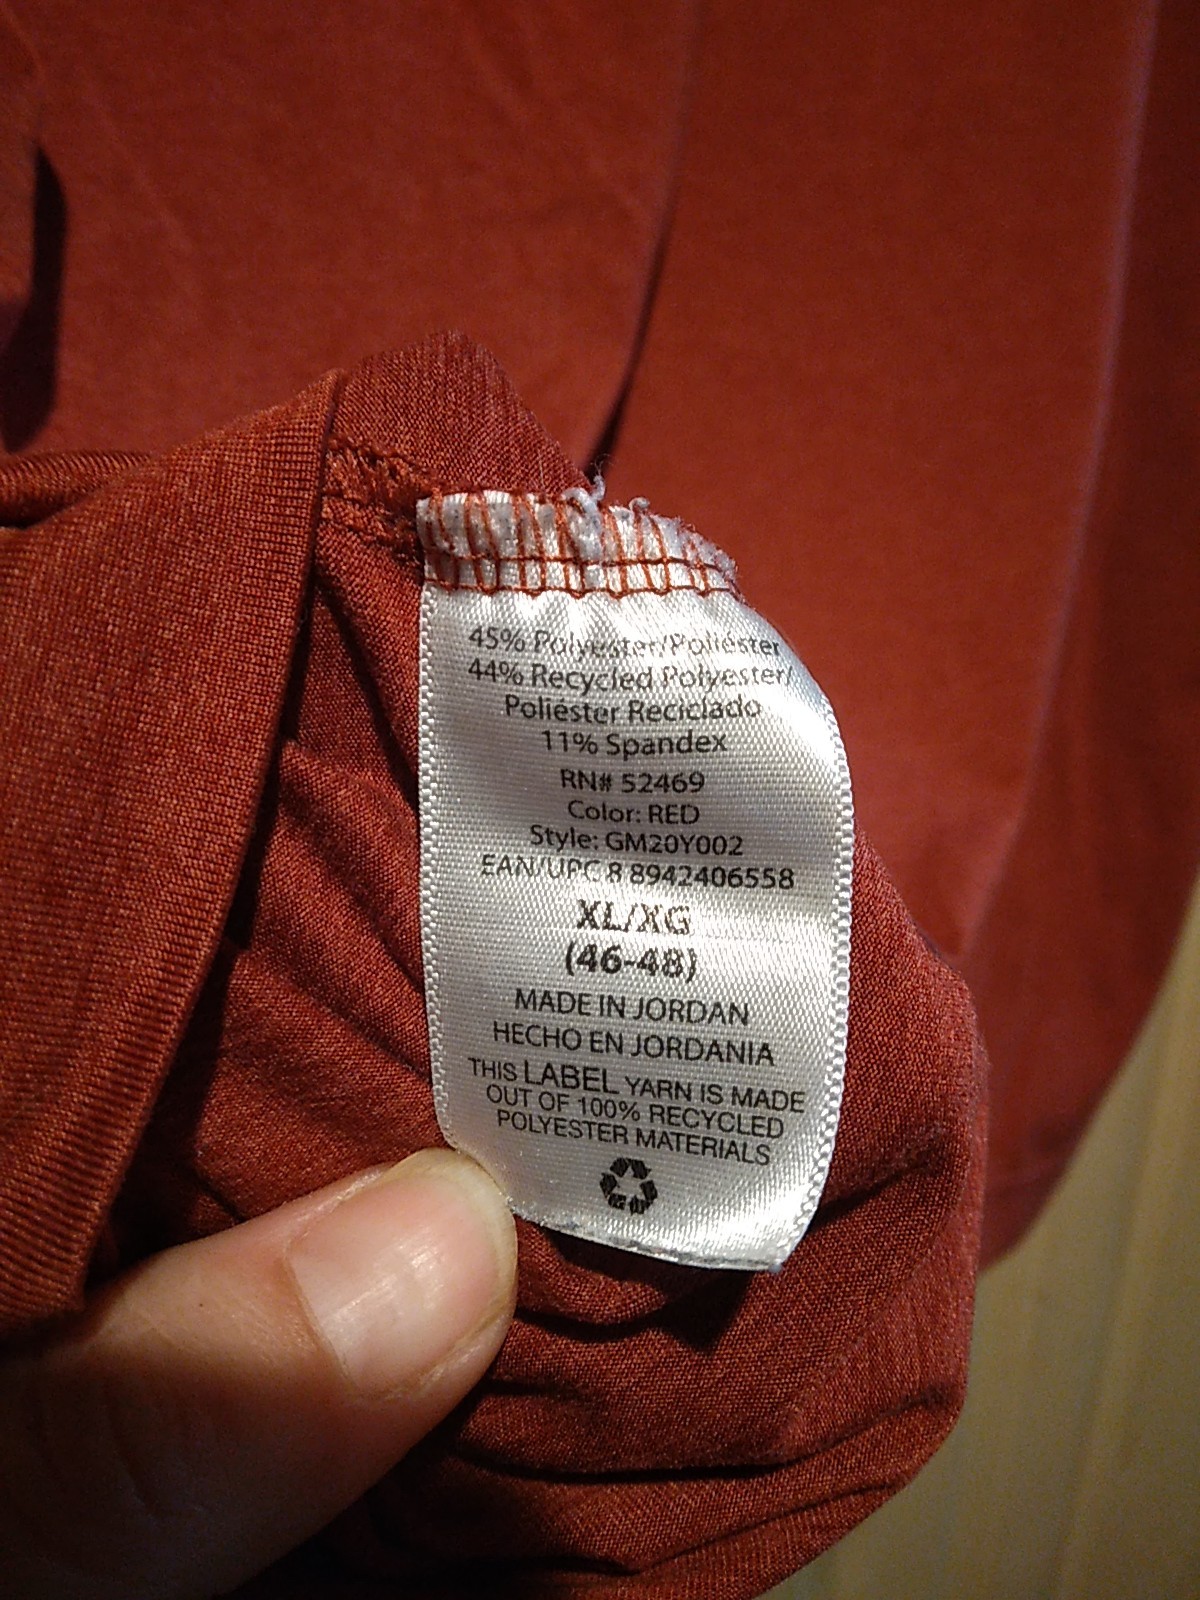 45% Polyester/Poliéster
44% Recycled Polyester/
Poliéster Reciclado
11% Spandex
RN# 52469
Color: RED
Style: GM20Y002
EAN/UPC 8 8942406558
XL/XG
(46-48)
MADE IN JORDAN
HECHO EN JORDANIA
THIS LABEL YARN IS MADE
OUT OF 100% RECYCLED
POLYESTER MATERIALS